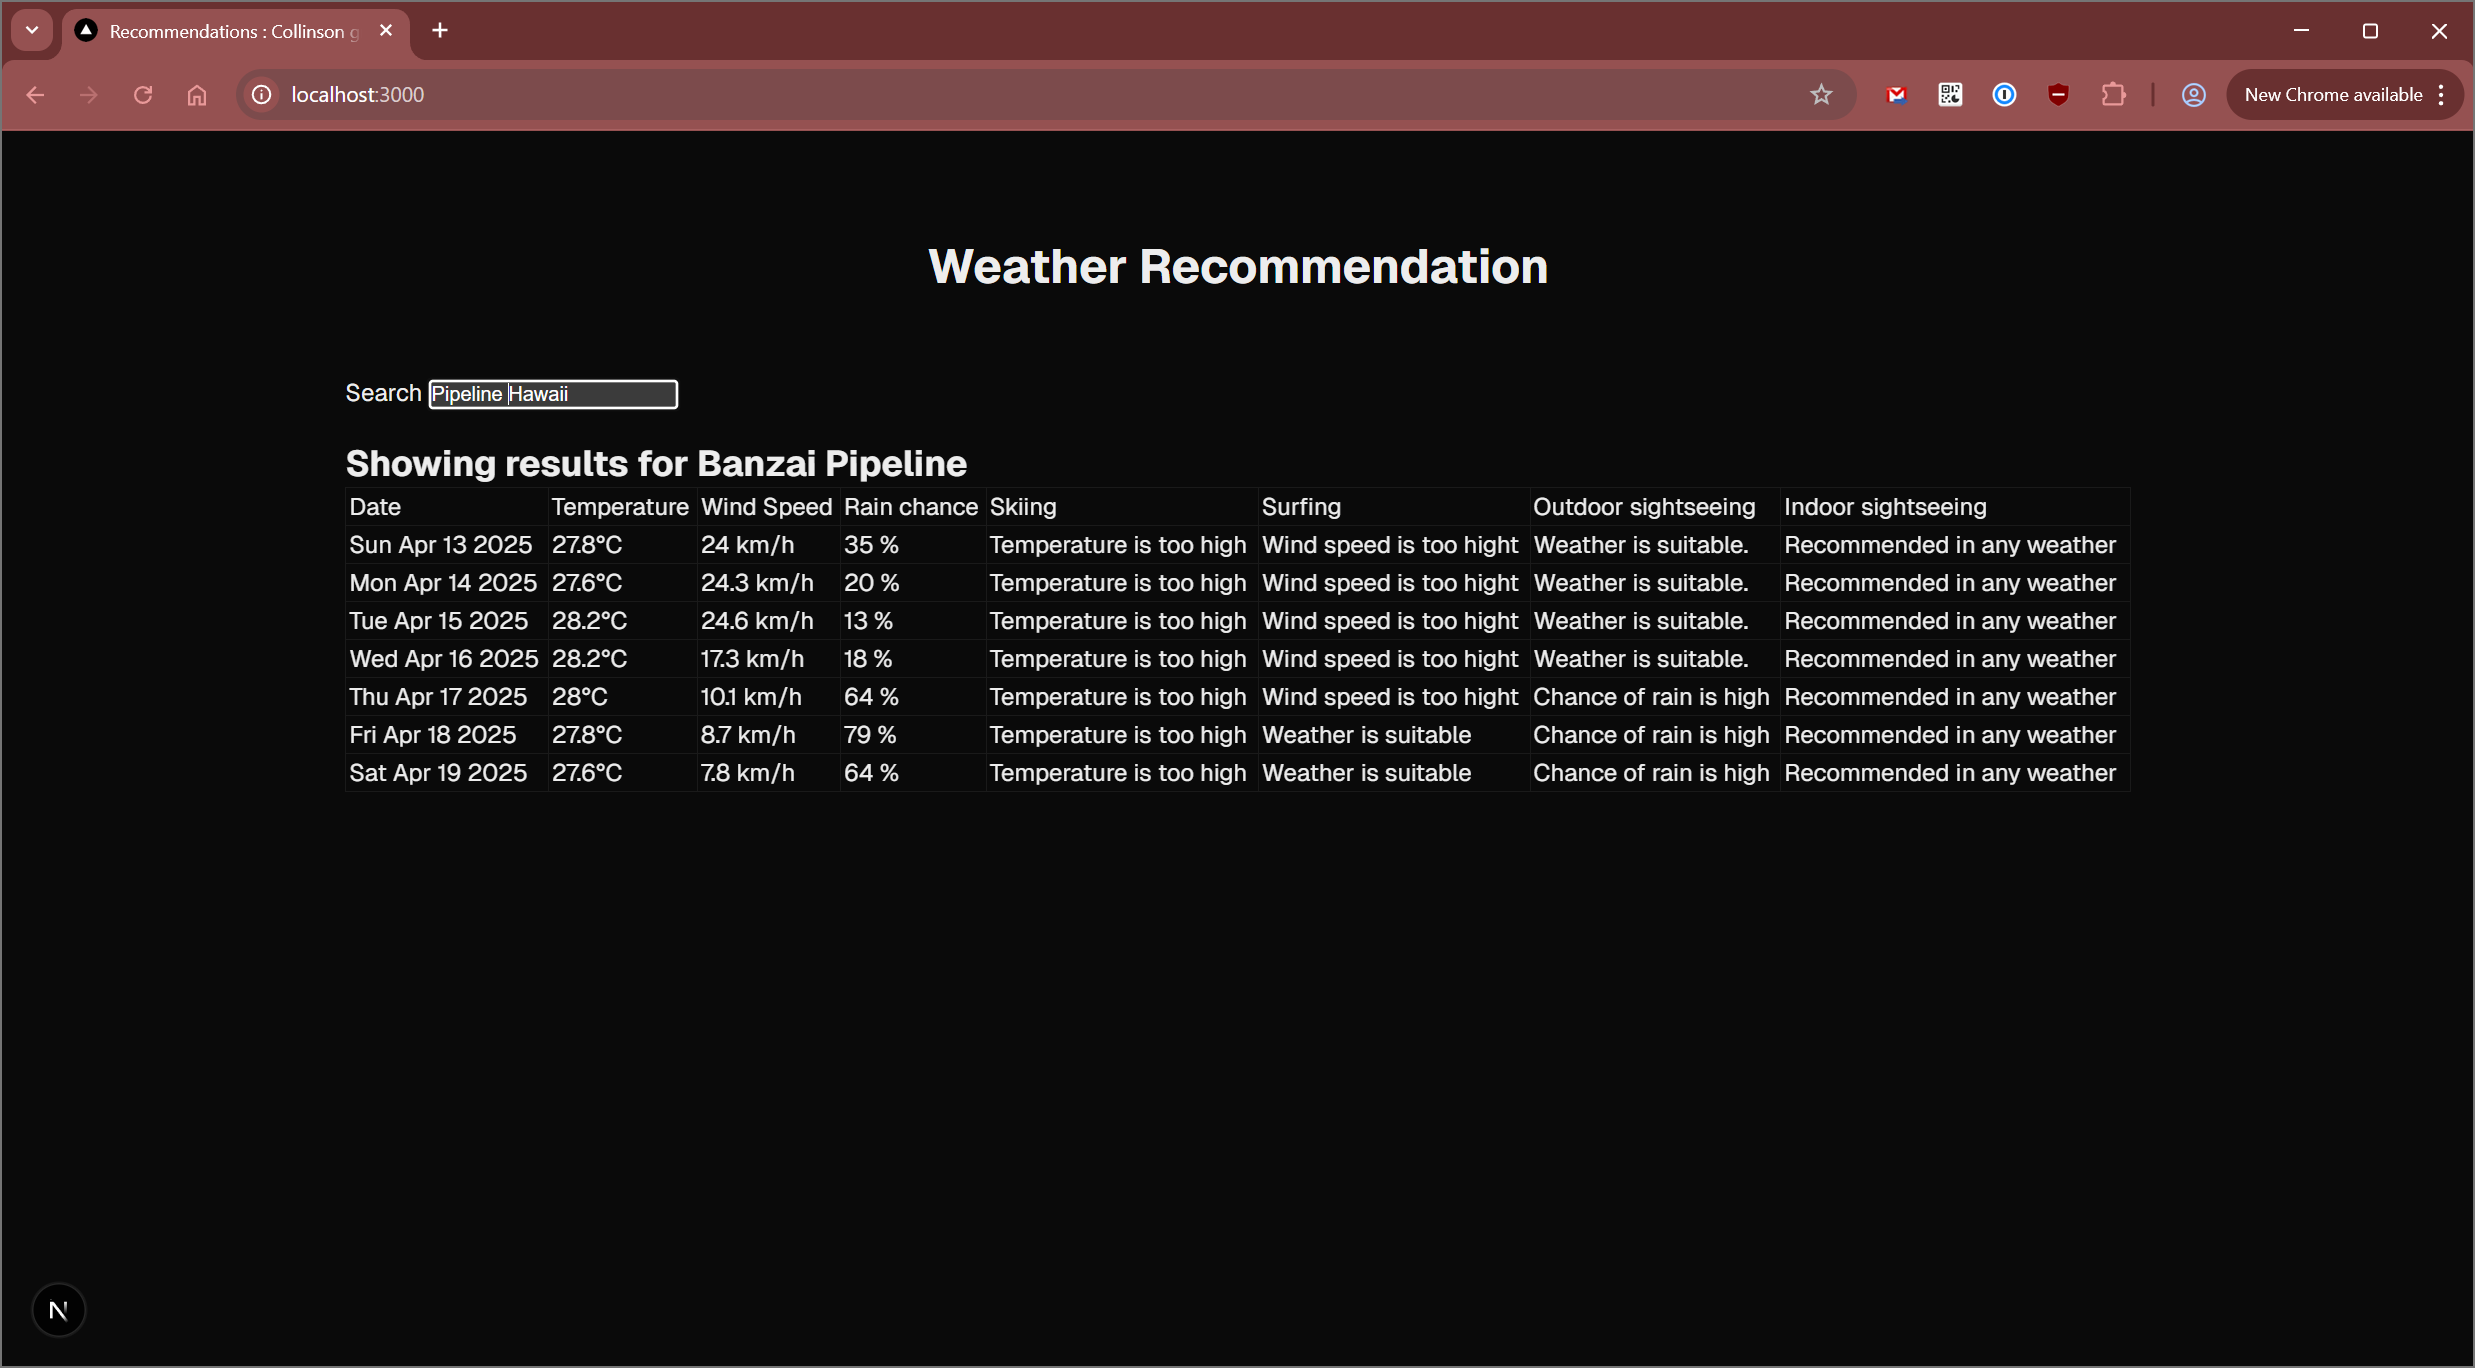 Recommendations : Collinson g
localhost:3000
New Chrome available
Weather Recommendation
Search Pipeline Hawaii
Showing results for Banzai Pipeline
Date Temperature Wind Speed Rain chance Skiing Surfing Outdoor sightseeing Indoor sightseeing
Sun Apr 13 2025 27.8°C 24 km/h 35 % Temperature is too high Wind speed is too hight Weather is suitable. Recommended in any weather
Mon Apr 14 2025 27.6°C 24.3 km/h 20 % Temperature is too high Wind speed is too hight Weather is suitable. Recommended in any weather
Tue Apr 15 2025 28.2°C 24.6 km/h 13 % Temperature is too high Wind speed is too hight Weather is suitable. Recommended in any weather
Wed Apr 16 2025 28.2°C 17.3 km/h 18 % Temperature is too high Wind speed is too hight Weather is suitable. Recommended in any weather
Thu Apr 17 2025 28°C 10.1 km/h 64 % Temperature is too high Wind speed is too hight Chance of rain is high Recommended in any weather
Fri Apr 18 2025 27.8°C 8.7 km/h 79 % Temperature is too high Weather is suitable Chance of rain is high Recommended in any weather
Sat Apr 19 2025 27.6°C 7.8 km/h 64 % Temperature is too high Weather is suitable Chance of rain is high Recommended in any weather
N